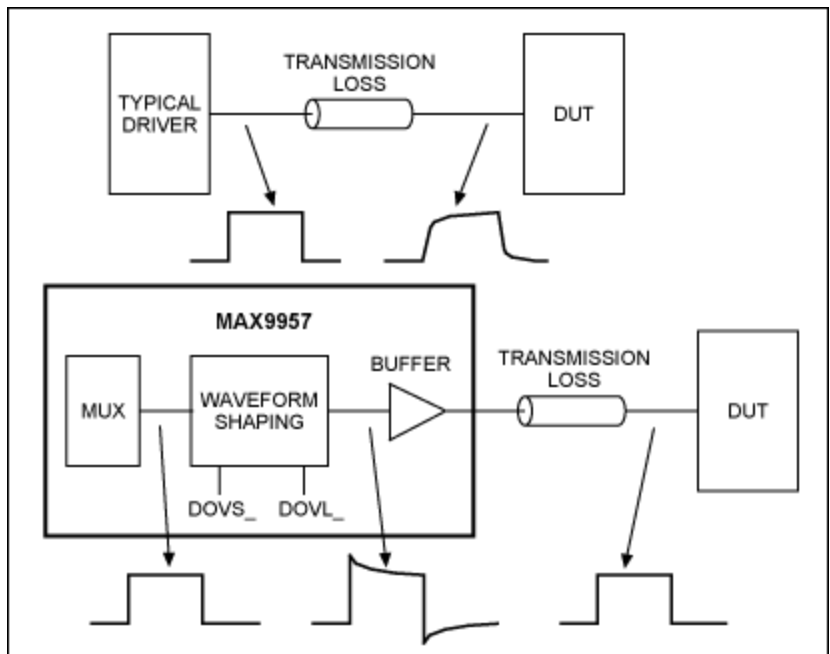 TYPICAL
DRIVER
TRANSMISSION
LOSS
DUT
MAX9957
MUX
WAVEFORM
SHAPING
BUFFER
TRANSMISSION
LOSS
DUT
DOVS_
DOVL_